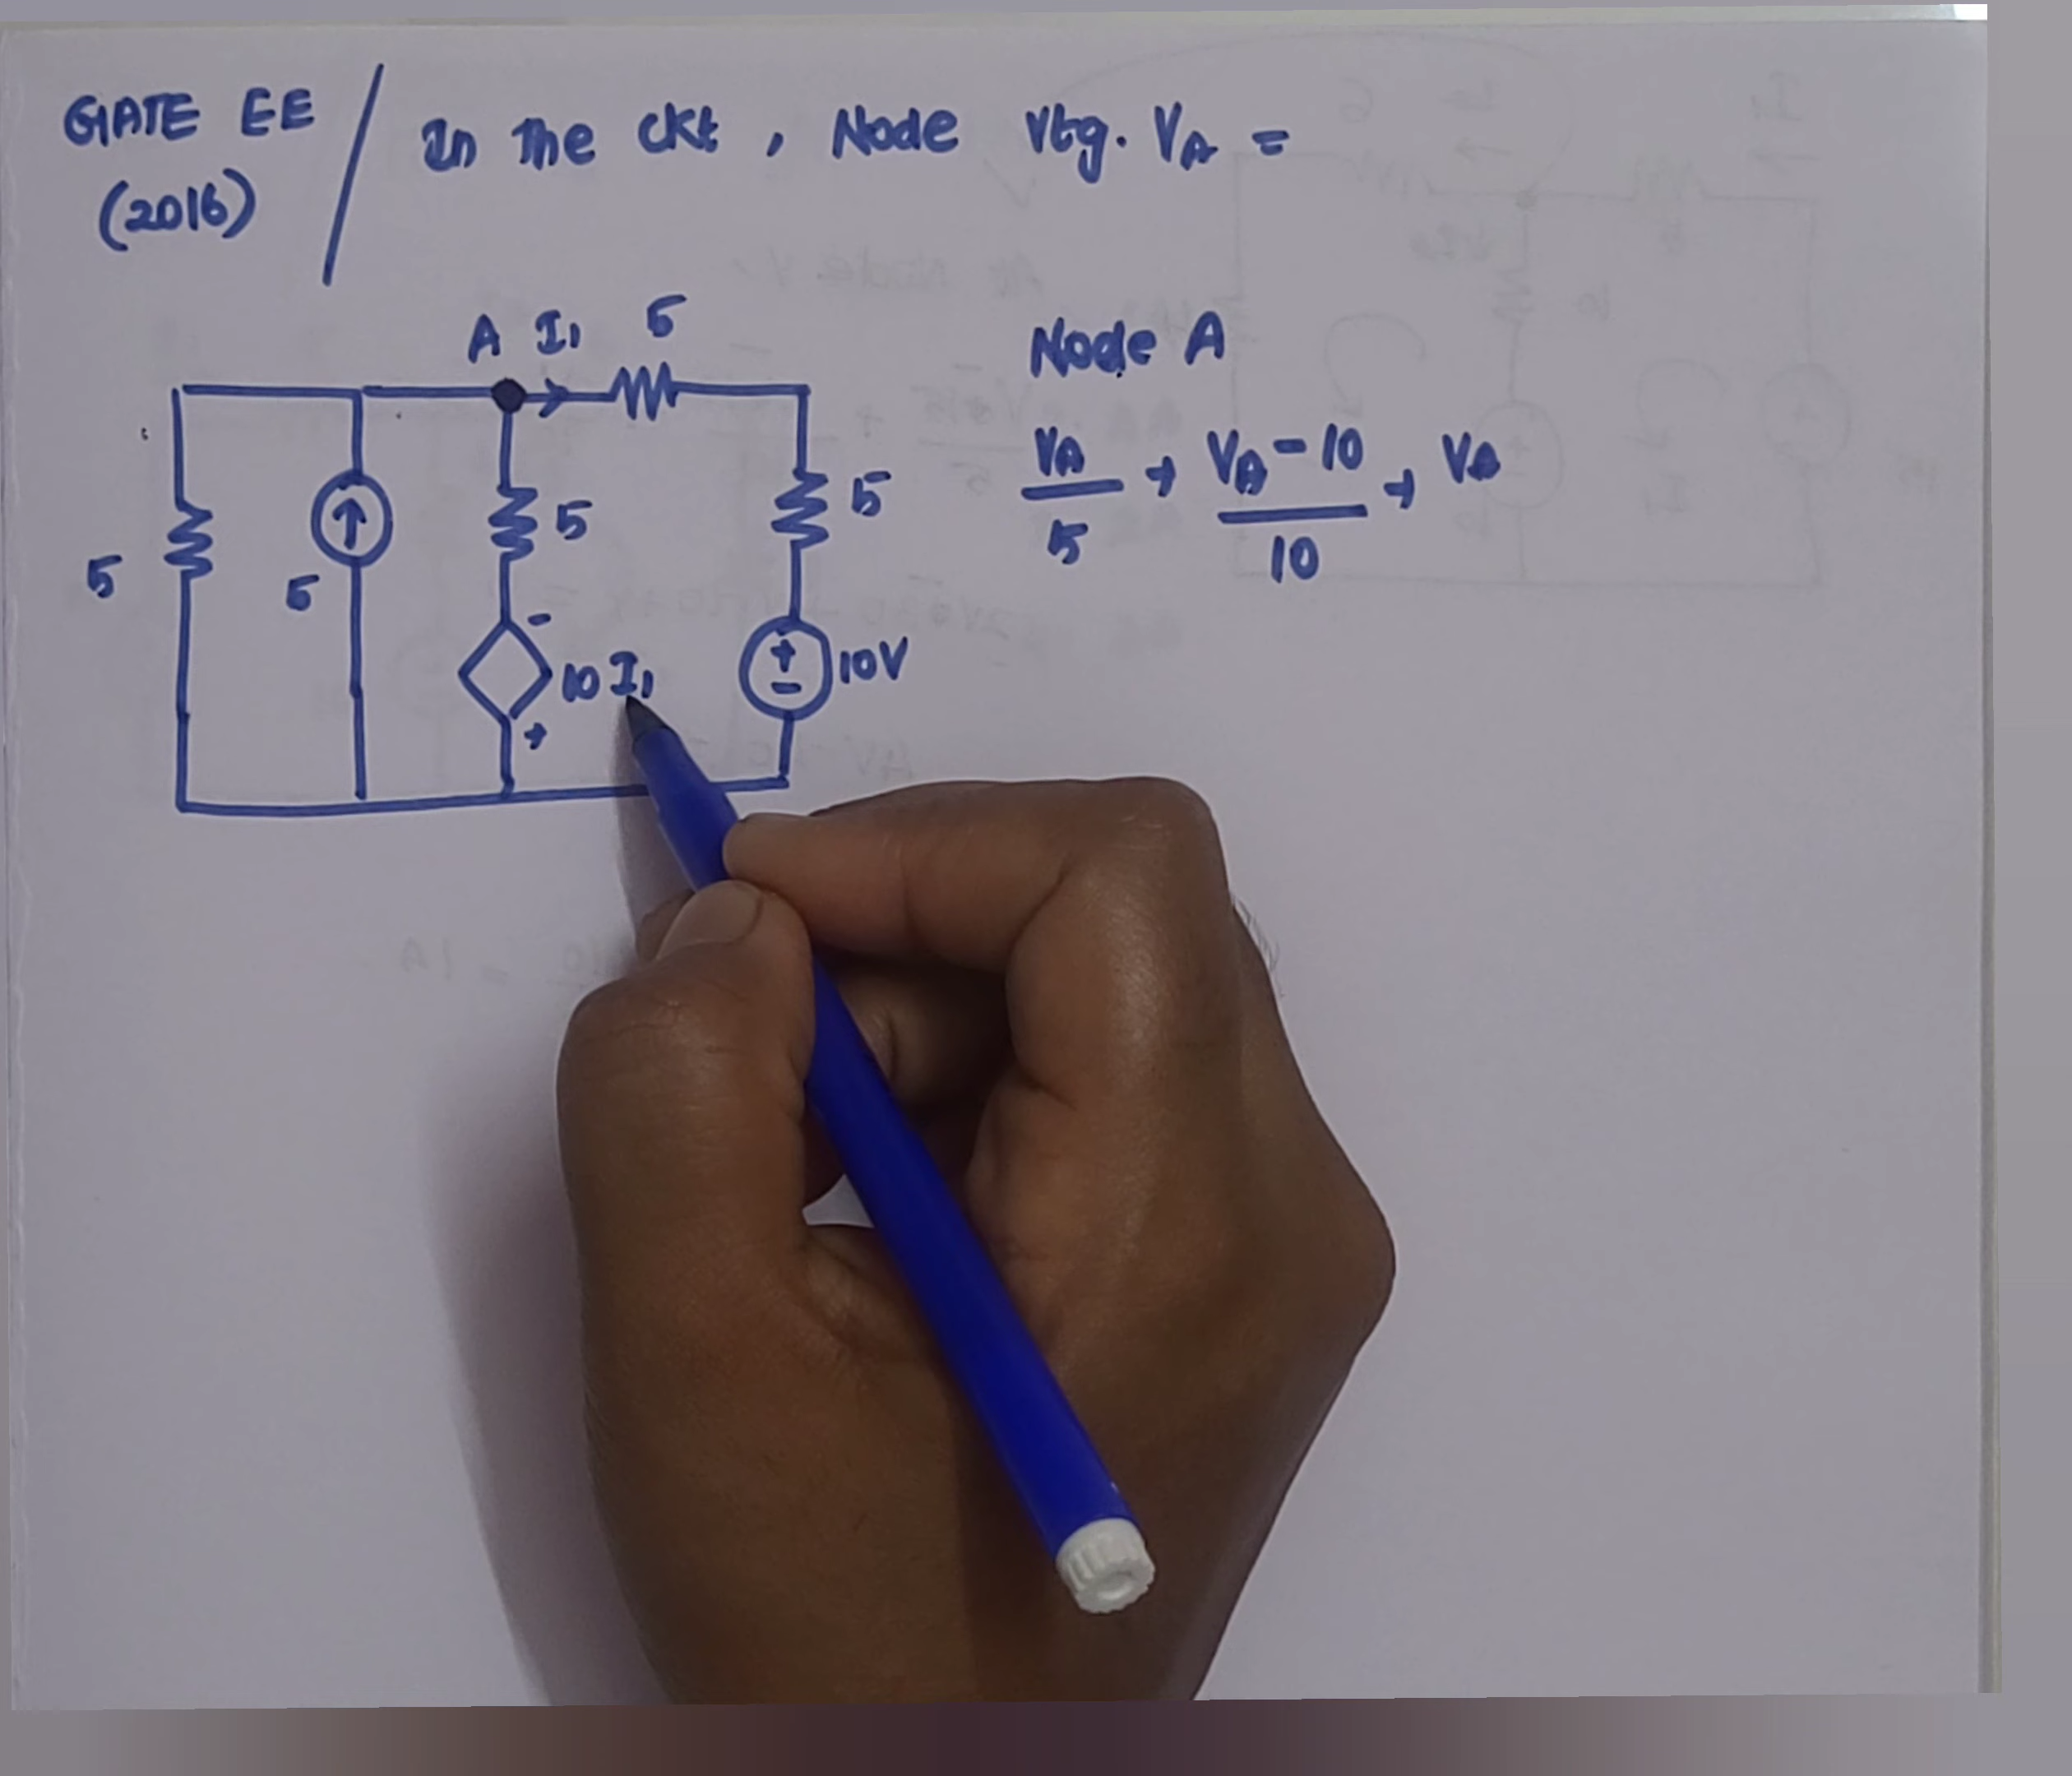 GATE EE
(2016)
In the ckt , Node Vtg. VA =
A I1 5
5
5
5
5
-
10 I1
+
+
-
10V
Node A
VA/5 + VA - 10/10 + VA